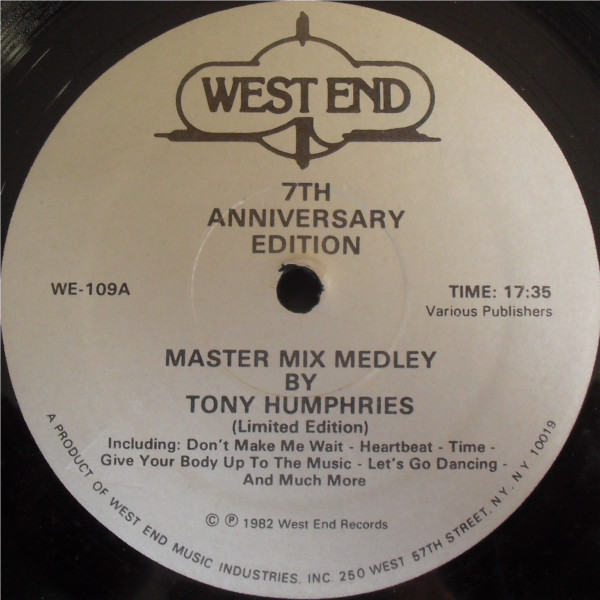 WEST END
7TH
ANNIVERSARY
EDITION
WE-109A
TIME: 17:35
Various Publishers
MASTER MIX MEDLEY
BY
TONY HUMPHRIES
(Limited Edition)
Including: Don't Make Me Wait - Heartbeat - Time -
Give Your Body Up To The Music - Let's Go Dancing -
And Much More
© ℗ 1982 West End Records
A PRODUCT OF WEST END MUSIC INDUSTRIES, INC. 250 WEST 57TH STREET, N.Y., N.Y. 10019